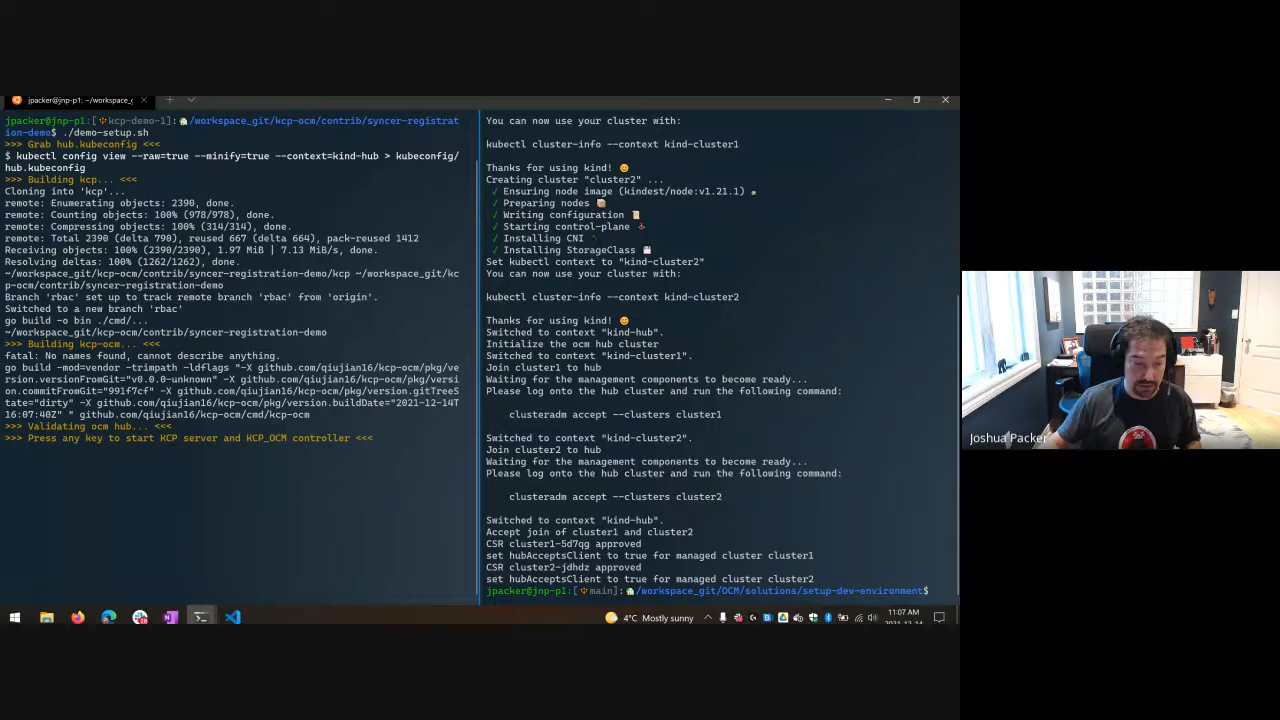 jpacker@jnp-p1: ~/workspace_g
jpacker@jnp-p1:[ kcp-demo-1]: /workspace_git/kcp-ocm/contrib/syncer-registrat
ion-demo$ ./demo-setup.sh
>>> Grab hub.kubeconfig <<<
$ kubectl config view --raw=true --minify=true --context=kind-hub > kubeconfig/
hub.kubeconfig
>>> Building kcp... <<<
Cloning into 'kcp'...
remote: Enumerating objects: 2390, done.
remote: Counting objects: 100% (978/978), done.
remote: Compressing objects: 100% (314/314), done.
remote: Total 2390 (delta 790), reused 667 (delta 664), pack-reused 1412
Receiving objects: 100% (2390/2390), 1.97 MiB | 7.13 MiB/s, done.
Resolving deltas: 100% (1262/1262), done.
~/workspace_git/kcp-ocm/contrib/syncer-registration-demo/kcp ~/workspace_git/kc
p-ocm/contrib/syncer-registration-demo
Branch 'rbac' set up to track remote branch 'rbac' from 'origin'.
Switched to a new branch 'rbac'
go build -o bin ./cmd/...
~/workspace_git/kcp-ocm/contrib/syncer-registration-demo
>>> Building kcp-ocm... <<<
fatal: No names found, cannot describe anything.
go build -mod=vendor -trimpath -ldflags "-X github.com/qiujian16/kcp-ocm/pkg/ve
rsion.versionFromGit="v0.0.0-unknown" -X github.com/qiujian16/kcp-ocm/pkg/versi
on.commitFromGit="991f7cf" -X github.com/qiujian16/kcp-ocm/pkg/version.gitTreeS
tate="dirty" -X github.com/qiujian16/kcp-ocm/pkg/version.buildDate="2021-12-14T
16:07:40Z" " github.com/qiujian16/kcp-ocm/cmd/kcp-ocm
>>> Validating ocm hub... <<<
>>> Press any key to start KCP server and KCP_OCM controller <<<
You can now use your cluster with:
kubectl cluster-info --context kind-cluster1
Thanks for using kind! 😊
Creating cluster "cluster2" ...
✓ Ensuring node image (kindest/node:v1.21.1)
✓ Preparing nodes 📦
✓ Writing configuration 📜
✓ Starting control-plane 🕹
✓ Installing CNI
✓ Installing StorageClass 💾
Set kubectl context to "kind-cluster2"
You can now use your cluster with:
kubectl cluster-info --context kind-cluster2
Thanks for using kind! 😊
Switched to context "kind-hub".
Initialize the ocm hub cluster
Switched to context "kind-cluster1".
Join cluster1 to hub
Waiting for the management components to become ready...
Please log onto the hub cluster and run the following command:
clusteradm accept --clusters cluster1
Switched to context "kind-cluster2".
Join cluster2 to hub
Waiting for the management components to become ready...
Please log onto the hub cluster and run the following command:
clusteradm accept --clusters cluster2
Switched to context "kind-hub".
Accept join of cluster1 and cluster2
CSR cluster1-5d7qg approved
set hubAcceptsClient to true for managed cluster cluster1
CSR cluster2-jdhdz approved
set hubAcceptsClient to true for managed cluster cluster2
jpacker@jnp-p1:[ main]: /workspace_git/OCM/solutions/setup-dev-environment$
4°C Mostly sunny
11:07 AM
2021-12-14
Joshua Packer